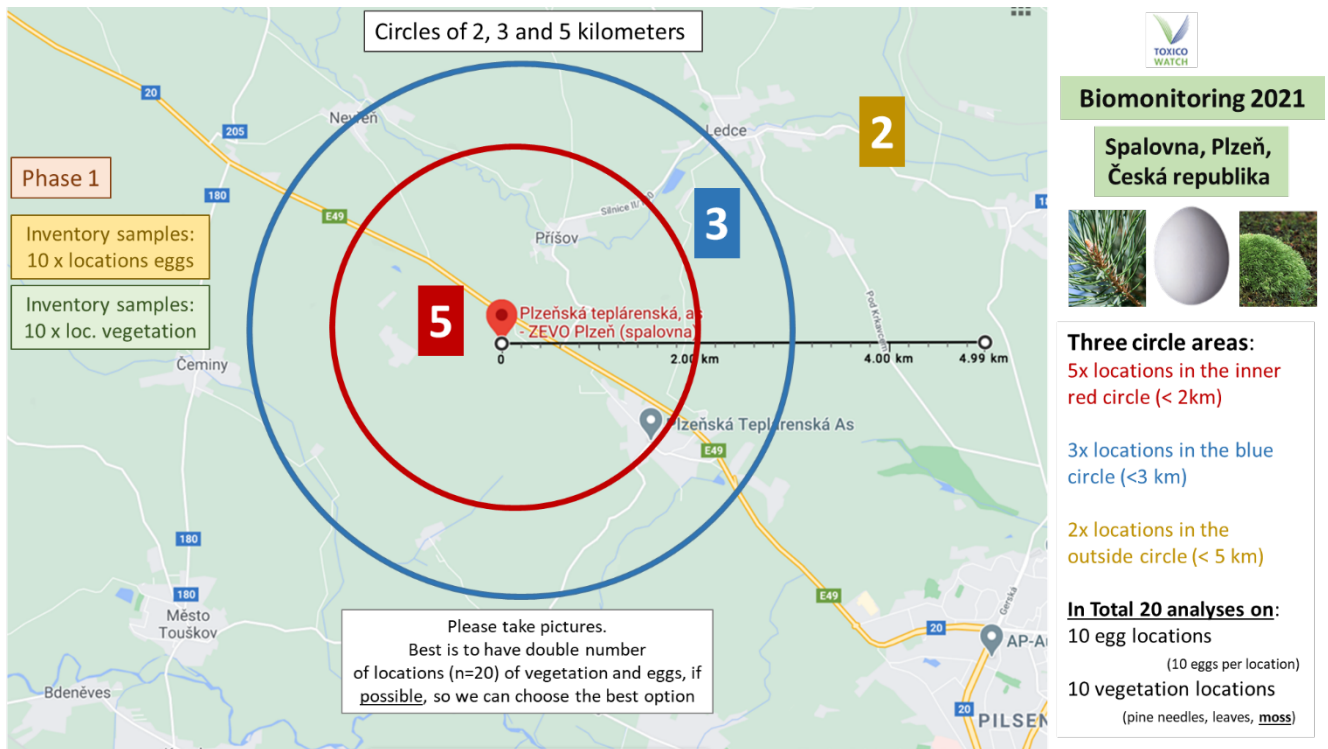 Circles of 2, 3 and 5 kilometers
20
205
Nevřeň
Ledce
2
180
Phase 1
Inventory samples:
10 x locations eggs
Inventory samples:
10 x loc. vegetation
E49
Silnice II/180
3
18
Příšov
Pod Krkavcem
5
Plzeňská teplárenská, as
- ZEVO Plzeň (spalovna)
0
2.00 km
4.00 km
4.99 km
Čeminy
180
Plzeňská Teplárenská As
E49
180
180
Město
Touškov
E49
20
Gerská
20
AP-Au
Bdeněves
20
PILSEN
Please take pictures.
Best is to have double number
of locations (n=20) of vegetation and eggs, if
possible, so we can choose the best option
TOXICO
WATCH
Biomonitoring 2021
Spalovna, Plzeň,
Česká republika
Three circle areas:
5x locations in the inner
red circle (< 2km)
3x locations in the blue
circle (<3 km)
2x locations in the
outside circle (< 5 km)
In Total 20 analyses on:
10 egg locations
(10 eggs per location)
10 vegetation locations
(pine needles, leaves, moss)